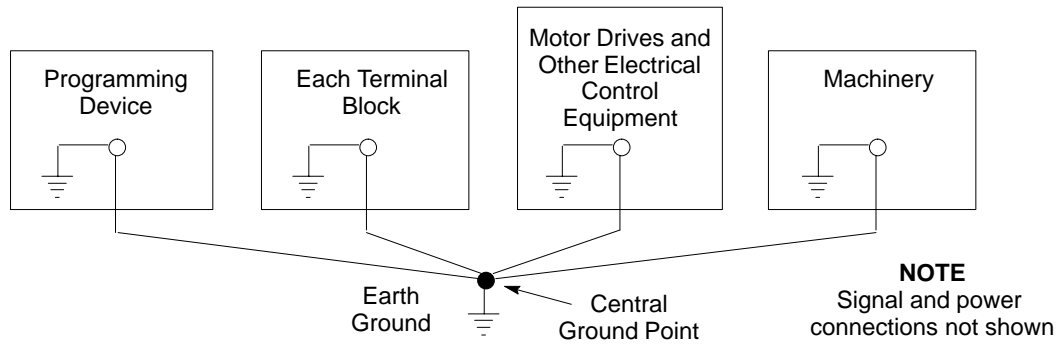 Programming
Device
Each Terminal
Block
Motor Drives and
Other Electrical
Control
Equipment
Machinery
Earth
Ground
Central
Ground Point
NOTE
Signal and power
connections not shown